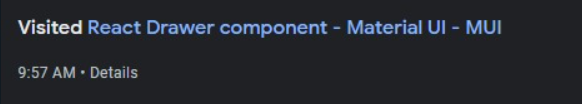 Visited React Drawer component - Material UI - MUI
9:57 AM • Details